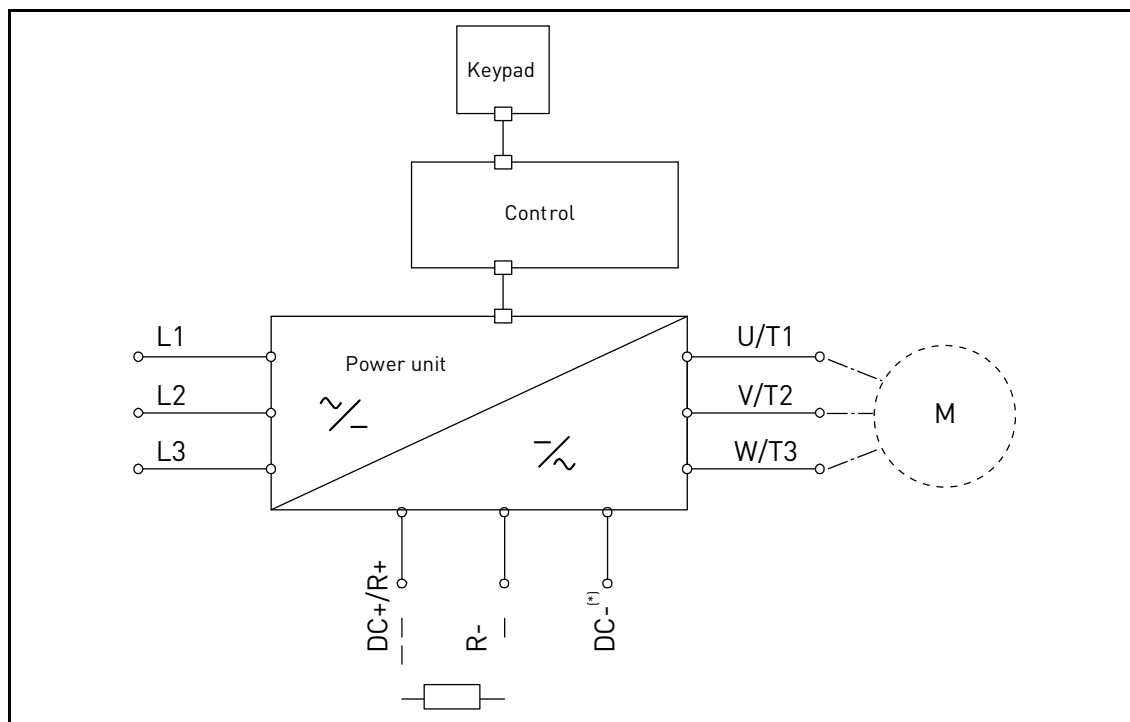 Keypad
Control
L1
L2
L3
Power unit
U/T1
V/T2
W/T3
M
DC+/R+
R-
DC-(*)